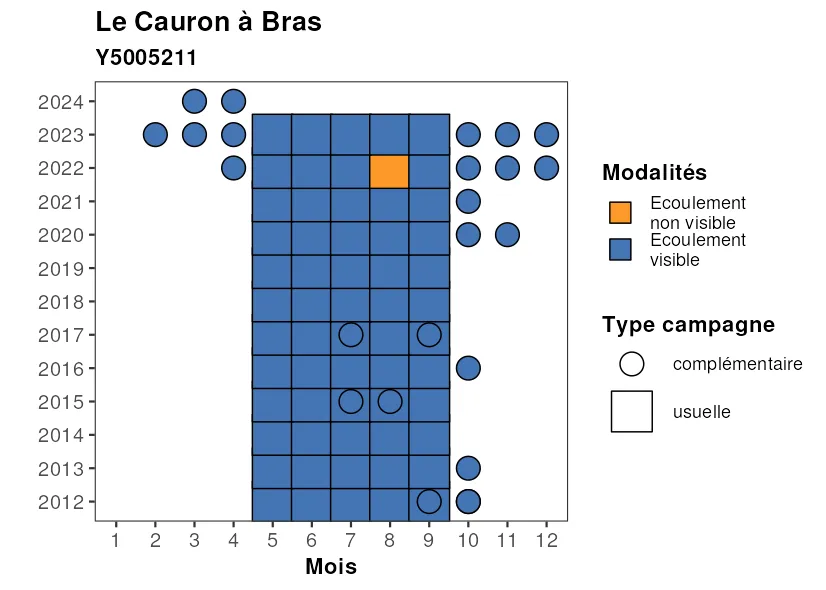 Le Cauron à Bras
Y5005211
2024
2023
2022
2021
2020
2019
2018
2017
2016
2015
2014
2013
2012
1 2 3 4 5 6 7 8 9 10 11 12
Mois
Modalités
Ecoulement
non visible
Ecoulement
visible
Type campagne
complémentaire
usuelle